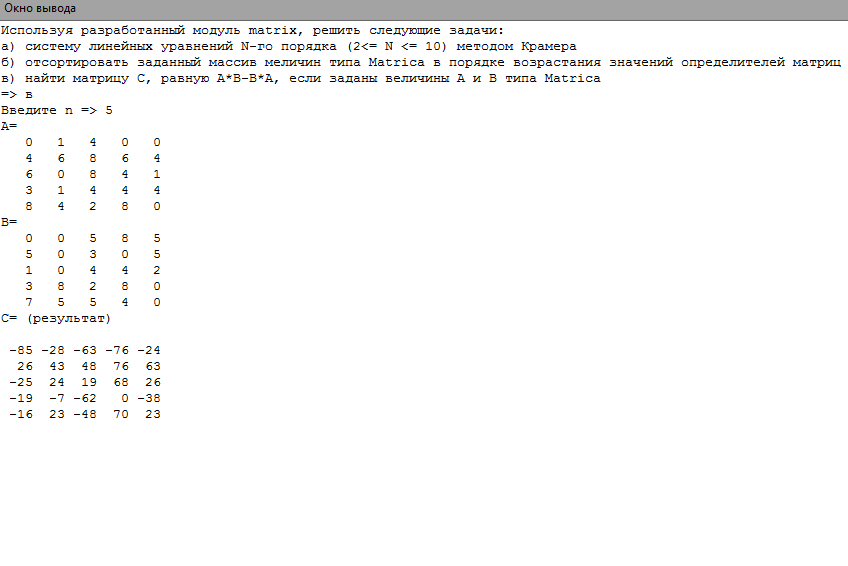 Окно вывода
Используя разработанный модуль matrix, решить следующие задачи:
а) систему линейных уравнений N-го порядка (2<= N <= 10) методом Крамера
б) отсортировать заданный массив меличин типа Matrica в порядке возрастания значений определителей матриц
в) найти матрицу С, равную A*B-B*A, если заданы величины А и В типа Matrica
=> в
Введите n => 5
A=
0 1 4 0 0
4 6 8 6 4
6 0 8 4 1
3 1 4 4 4
8 4 2 8 0
B=
0 0 5 8 5
5 0 3 0 5
1 0 4 4 2
3 8 2 8 0
7 5 5 4 0
C= (результат)
-85 -28 -63 -76 -24
26 43 48 76 63
-25 24 19 68 26
-19 -7 -62 0 -38
-16 23 -48 70 23